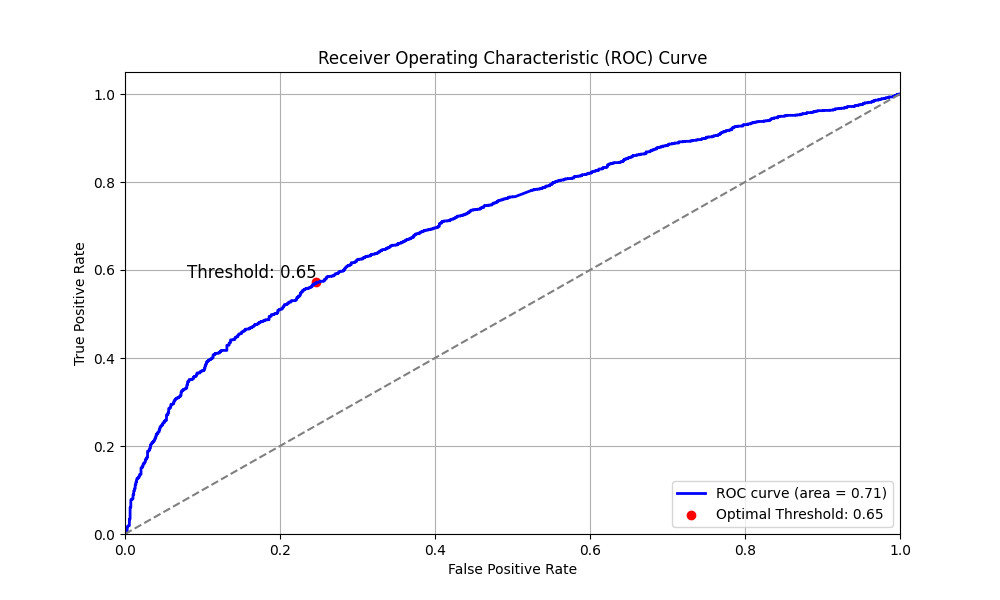 Receiver Operating Characteristic (ROC) Curve
True Positive Rate
1.0
0.8
0.6
0.4
0.2
0.0
Threshold: 0.65
ROC curve (area = 0.71)
Optimal Threshold: 0.65
0.0 0.2 0.4 0.6 0.8 1.0
False Positive Rate